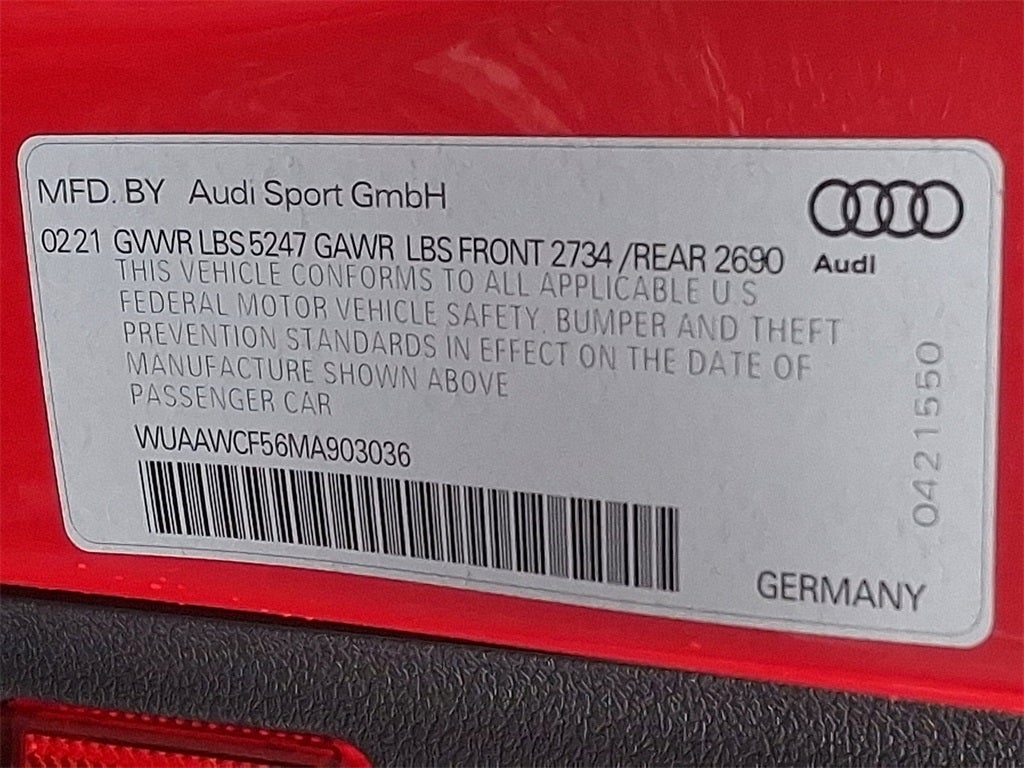 MFD. BY Audi Sport GmbH
0221 GVWR LBS 5247 GAWR LBS FRONT 2734 /REAR 2690
Audi
THIS VEHICLE CONFORMS TO ALL APPLICABLE U S
FEDERAL MOTOR VEHICLE SAFETY, BUMPER AND THEFT
PREVENTION STANDARDS IN EFFECT ON THE DATE OF
MANUFACTURE SHOWN ABOVE
PASSENGER CAR
WUAAWCF56MA903036
GERMANY
0421550